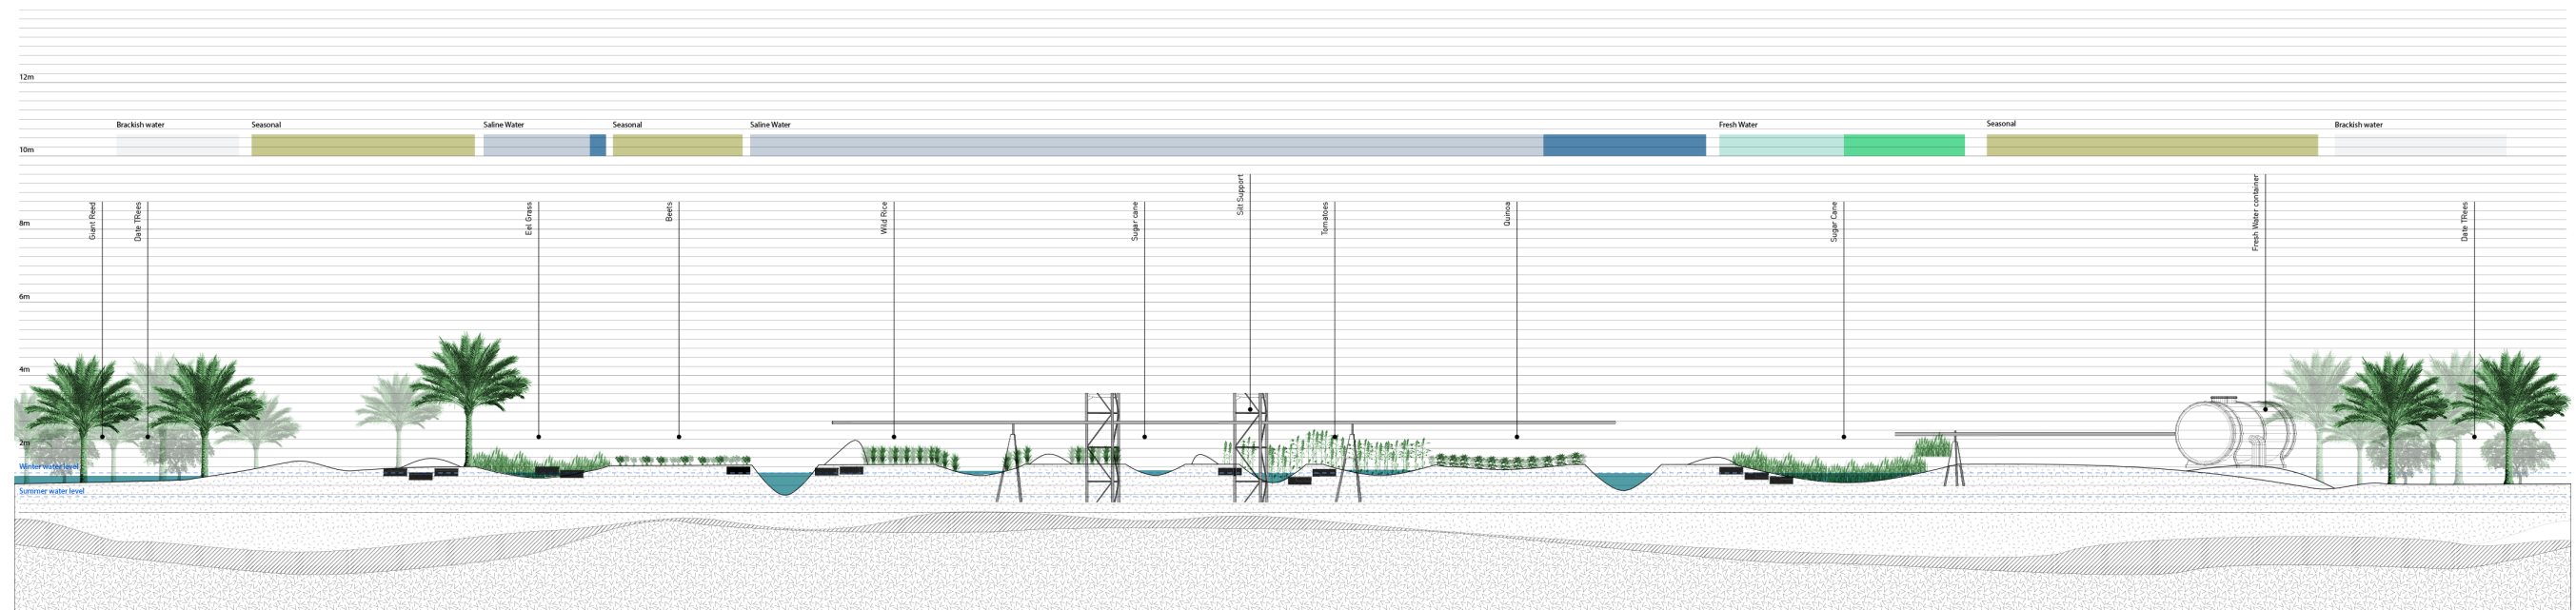 12m
Brackish water
Seasonal
Saline Water
Seasonal
Saline Water
Fresh Water
Seasonal
Brackish water
10m
8m
Giant Reed
Date TRees
Eel Grass
Beets
Wild Rice
Sugar cane
Silt Support
Tomatoes
Quinoa
Sugar Cane
Fresh Water container
Date TRees
6m
4m
2m
Winter water level
Summer water level